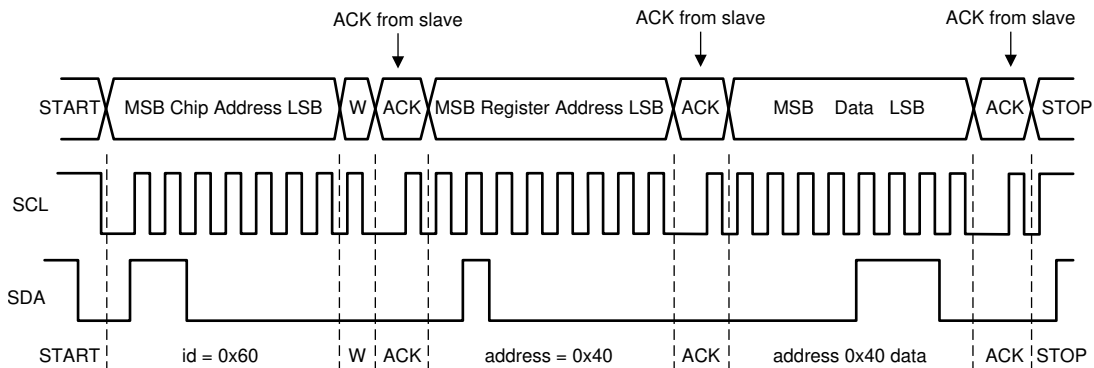 ACK from slave ACK from slave ACK from slave
START MSB Chip Address LSB W ACK MSB Register Address LSB ACK MSB Data LSB ACK STOP
SCL
SDA
START id = 0x60 W ACK address = 0x40 ACK address 0x40 data ACK STOP